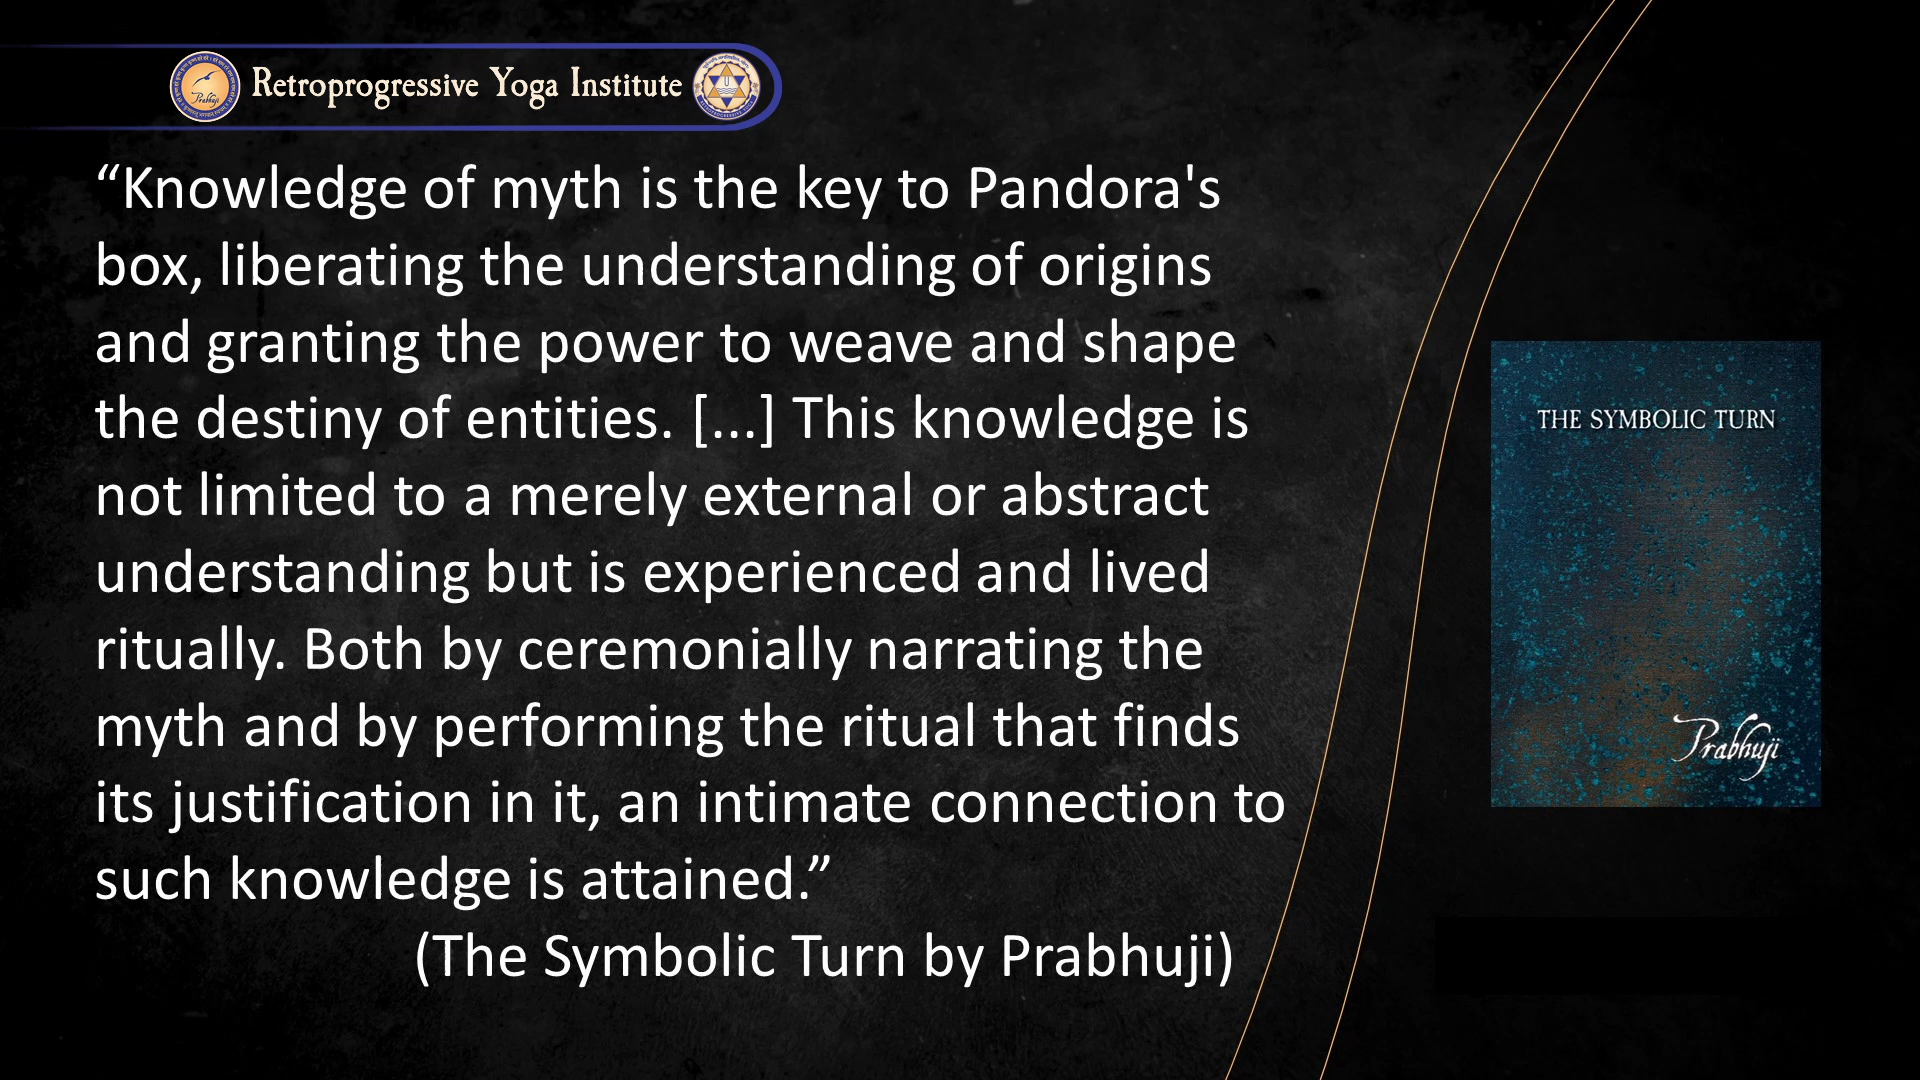 Prabhuji
Retroprogressive Yoga Institute
“Knowledge of myth is the key to Pandora's
box, liberating the understanding of origins
and granting the power to weave and shape
the destiny of entities. [...] This knowledge is
not limited to a merely external or abstract
understanding but is experienced and lived
ritually. Both by ceremonially narrating the
myth and by performing the ritual that finds
its justification in it, an intimate connection to
such knowledge is attained.”
(The Symbolic Turn by Prabhuji)
THE SYMBOLIC TURN
Prabhuji